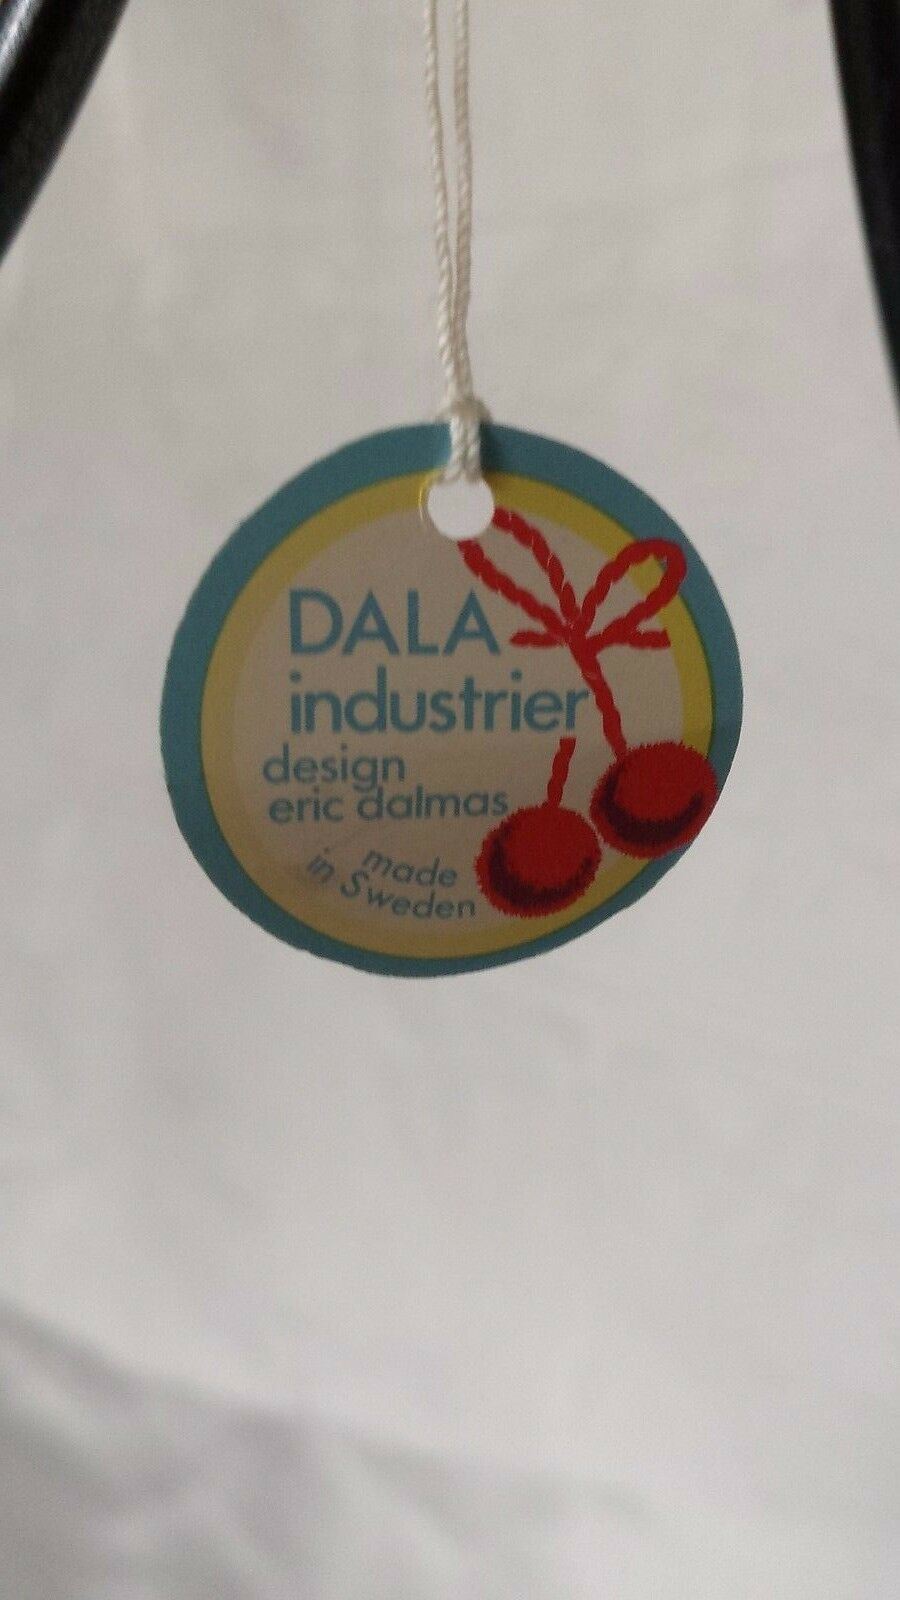 DALA
industrier
design
eric dalmas
made
in Sweden